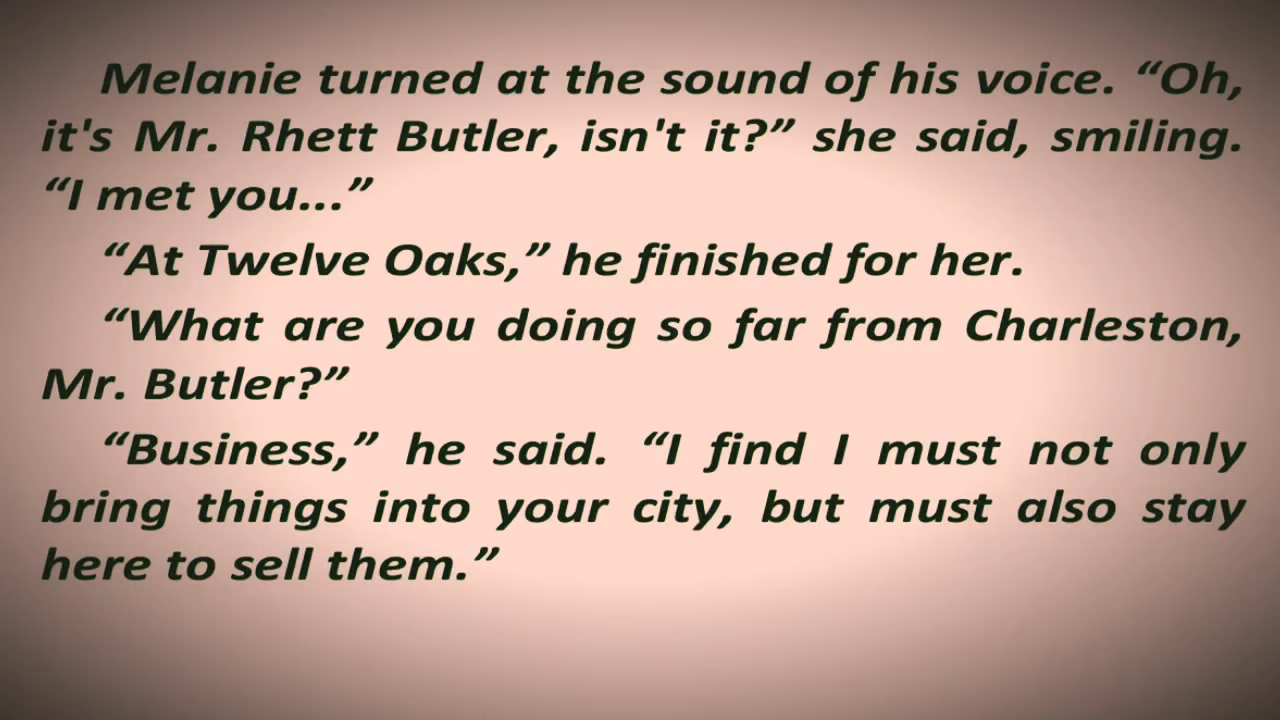 Melanie turned at the sound of his voice. “Oh,
it's Mr. Rhett Butler, isn't it?” she said, smiling.
“I met you...”
“At Twelve Oaks,” he finished for her.
“What are you doing so far from Charleston,
Mr. Butler?”
“Business,” he said. “I find I must not only
bring things into your city, but must also stay
here to sell them.”